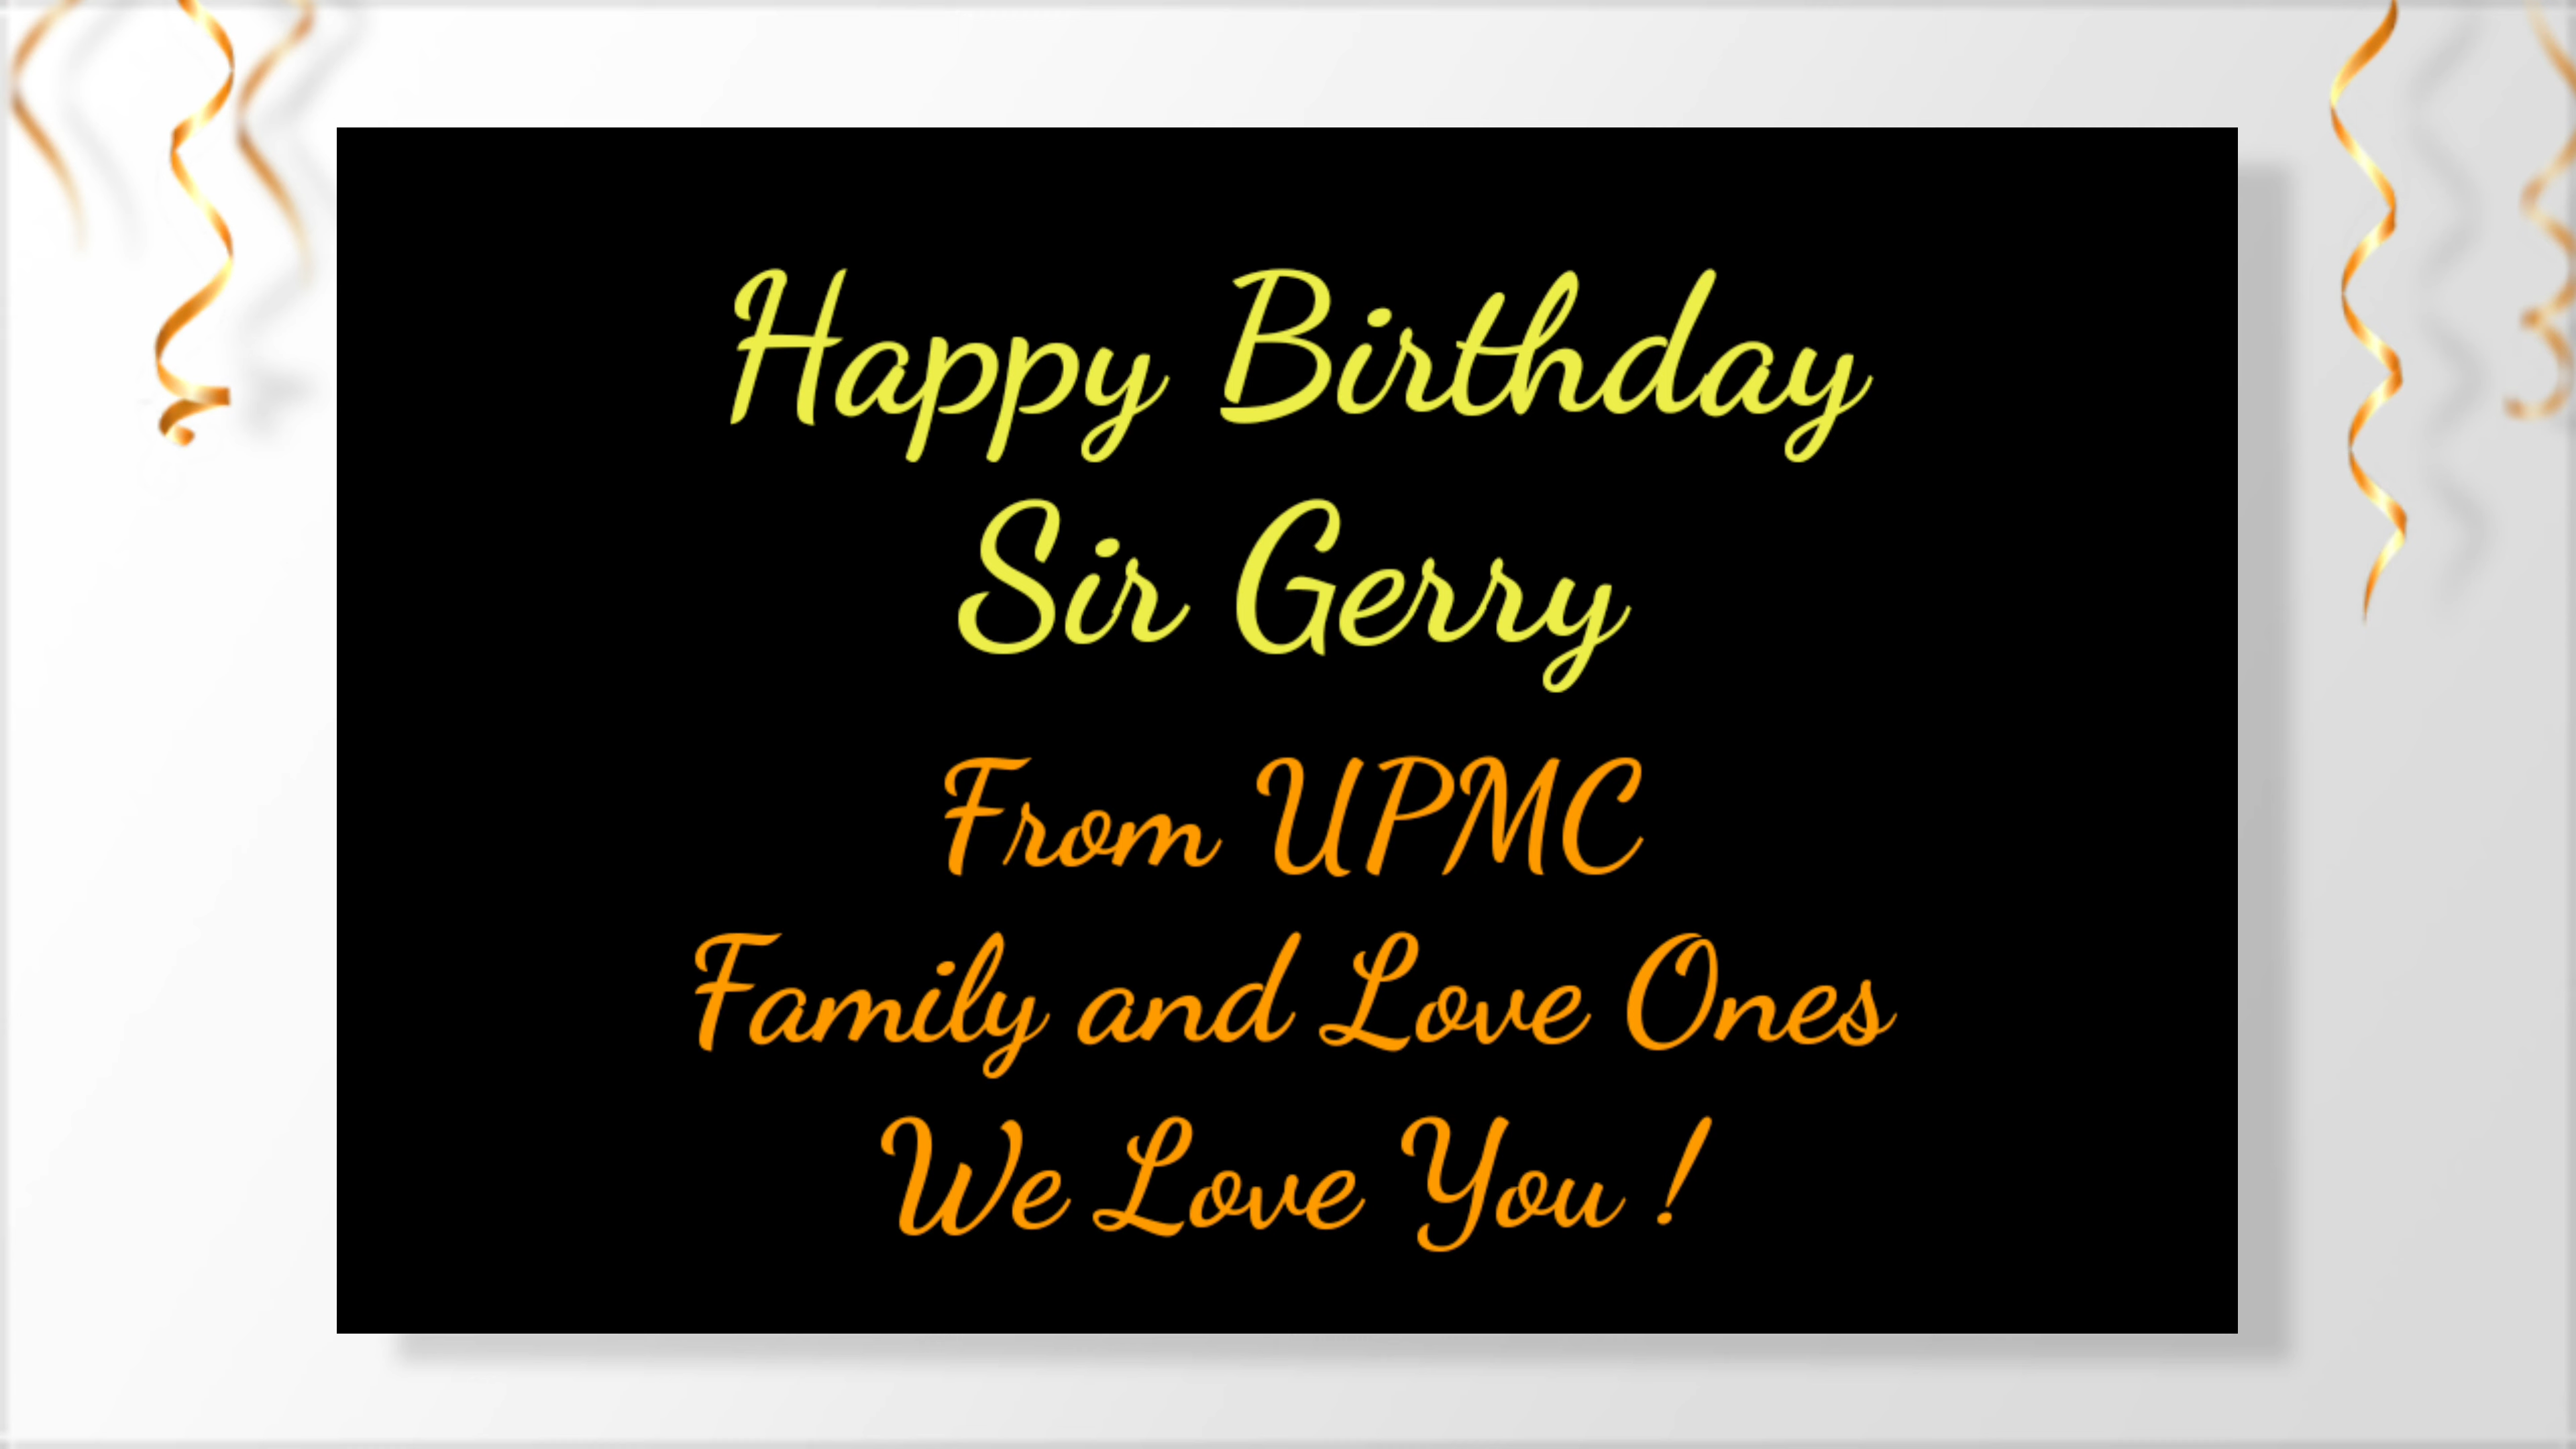 Happy Birthday
Sir Gerry
From UPMC
Family and Love Ones
We Love You !